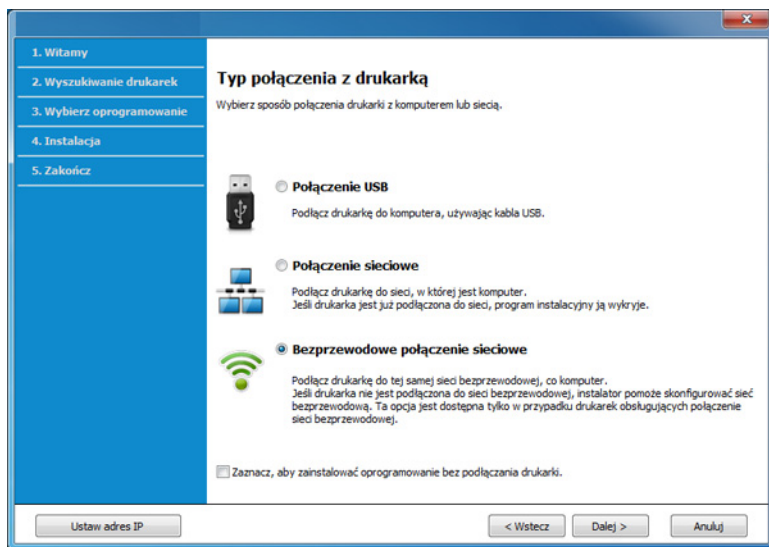 1. Witamy
2. Wyszukiwanie drukarek
3. Wybierz oprogramowanie
4. Instalacja
5. Zakończ
Typ połączenia z drukarką
Wybierz sposób połączenia drukarki z komputerem lub siecią.
Połączenie USB
Podłącz drukarkę do komputera, używając kabla USB.
Połączenie sieciowe
Podłącz drukarkę do sieci, w której jest komputer.
Jeśli drukarka jest już podłączona do sieci, program instalacyjny ją wykryje.
Bezprzewodowe połączenie sieciowe
Podłącz drukarkę do tej samej sieci bezprzewodowej, co komputer.
Jeśli drukarka nie jest podłączona do sieci bezprzewodowej, instalator pomoże skonfigurować sieć
bezprzewodową. Ta opcja jest dostępna tylko w przypadku drukarek obsługujących połączenie
sieci bezprzewodowej.
Zaznacz, aby zainstalować oprogramowanie bez podłączania drukarki.
Ustaw adres IP
< Wstecz
Dalej >
Anuluj